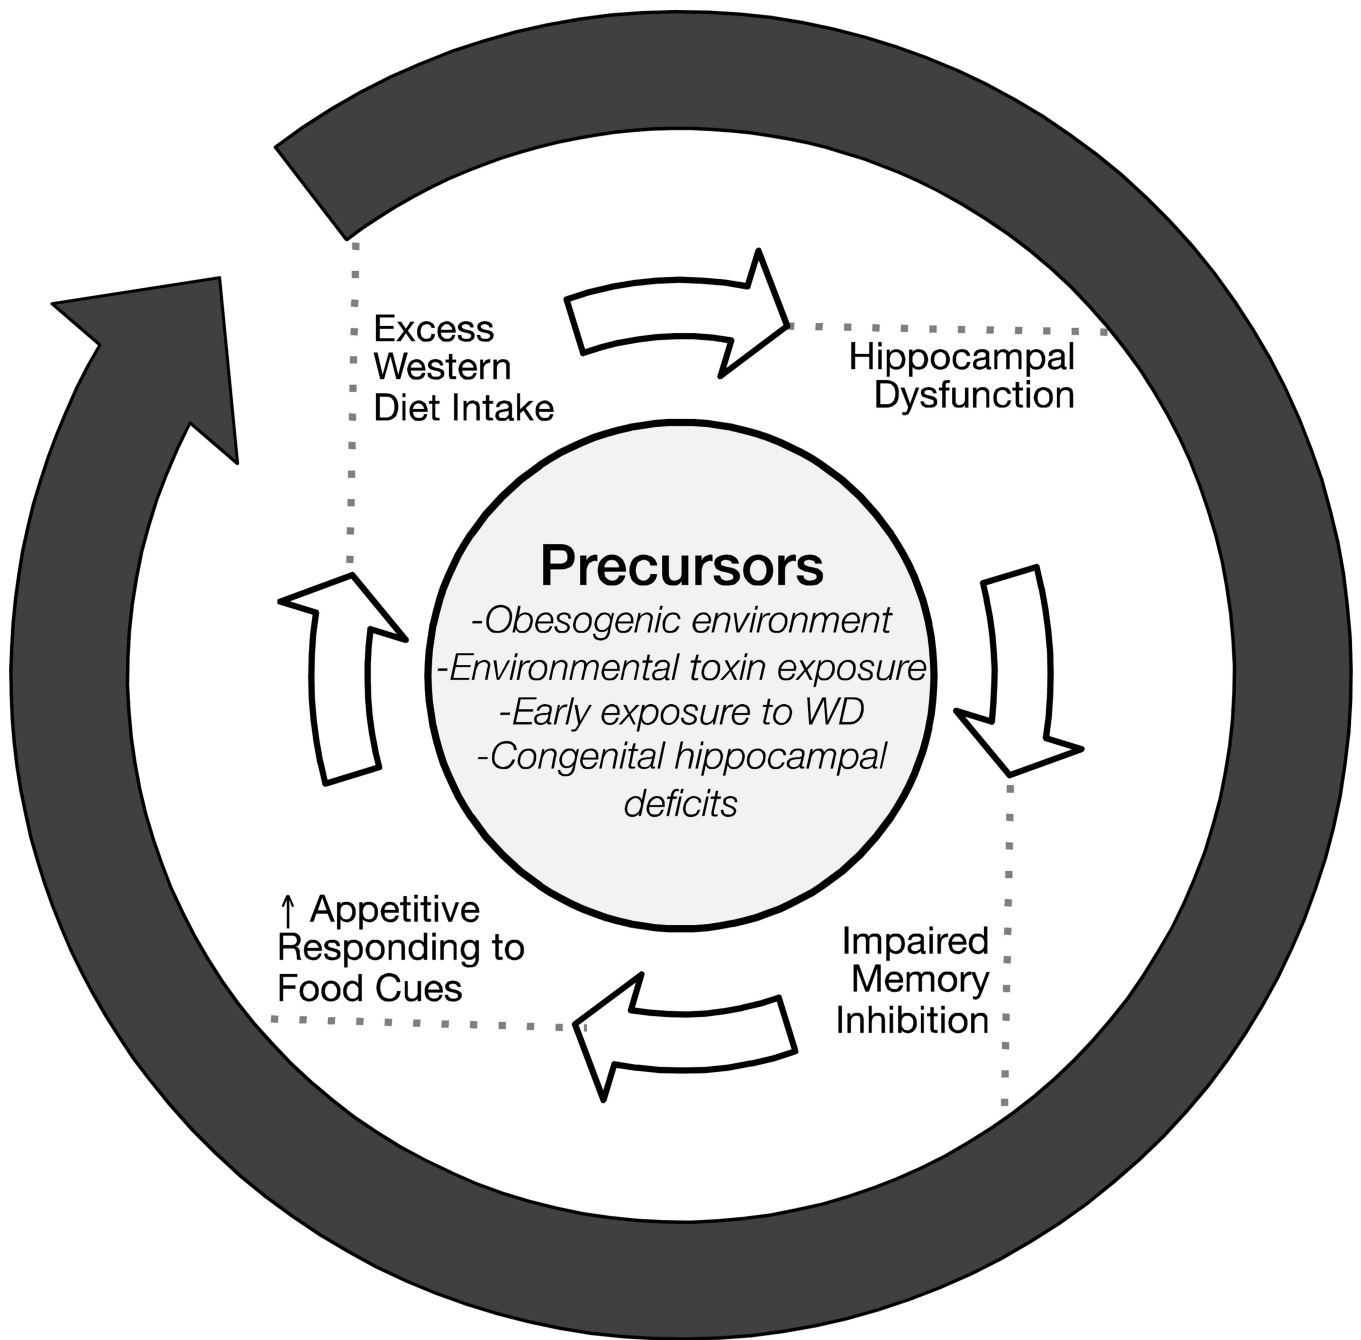 Excess
Western
Diet Intake
Hippocampal
Dysfunction
Precursors
-Obesogenic environment
-Environmental toxin exposure
-Early exposure to WD
-Congenital hippocampal
deficits
↑ Appetitive
Responding to
Food Cues
Impaired
Memory
Inhibition